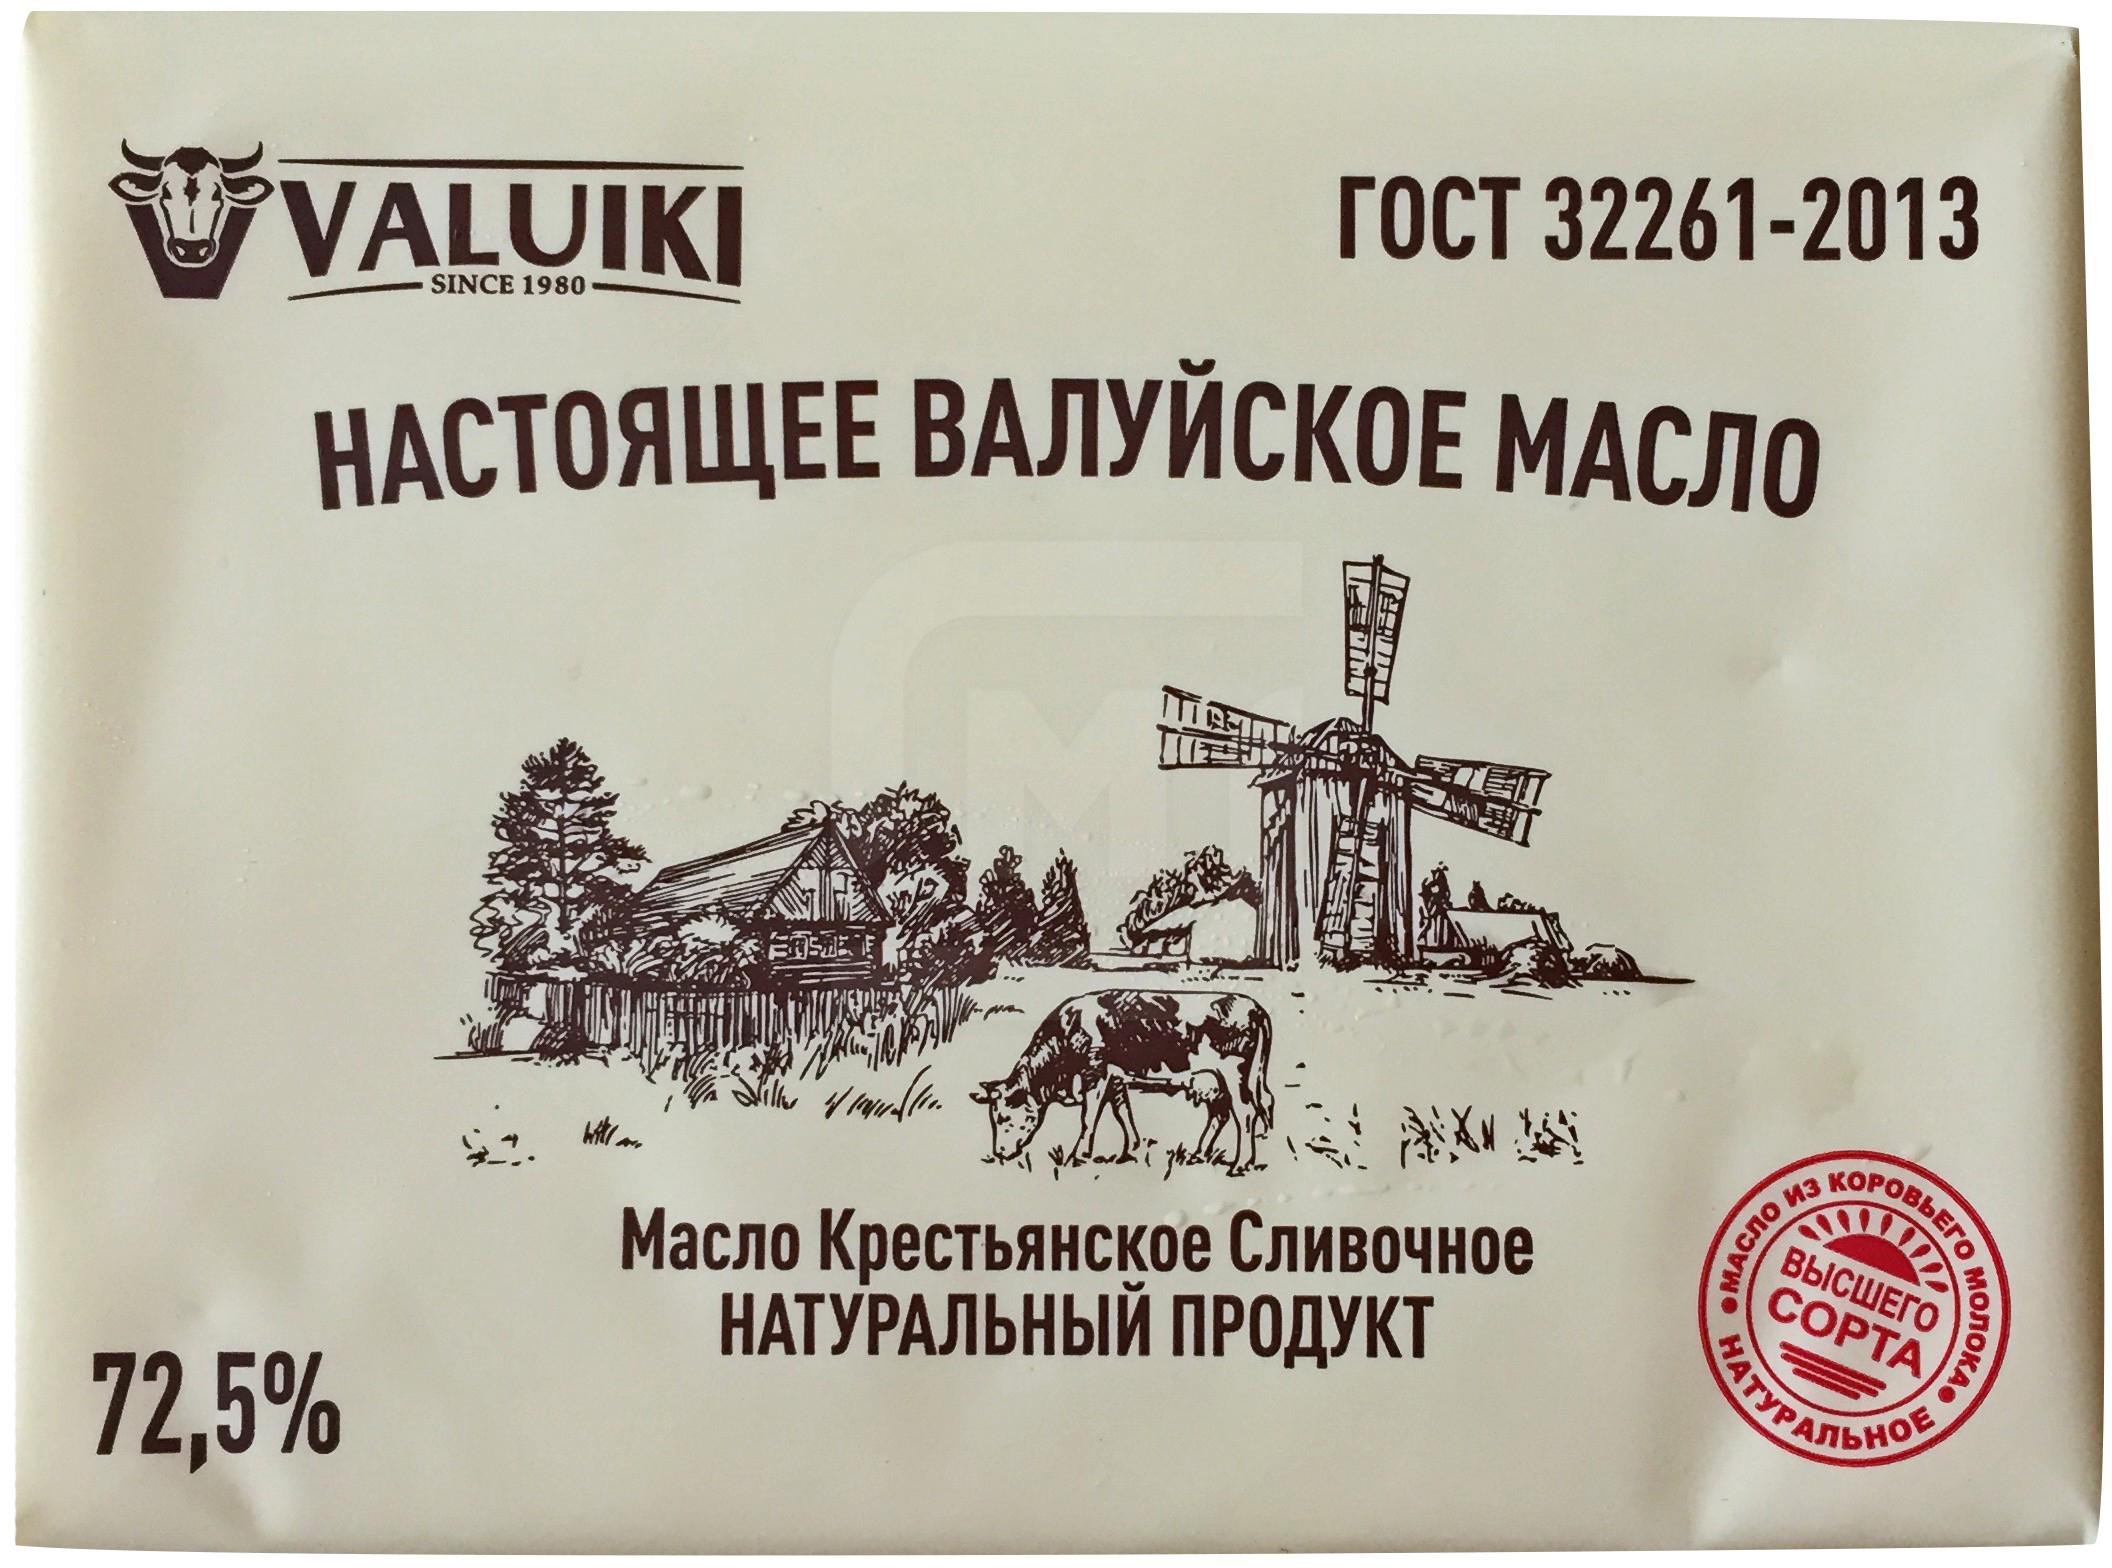 VALUIKI
SINCE 1980
ГОСТ 32261-2013
НАСТОЯЩЕЕ ВАЛУЙСКОЕ МАСЛО
Масло Крестьянское Сливочное
НАТУРАЛЬНЫЙ ПРОДУКТ
72,5%
МАСЛО ИЗ КОРОВЬЕГО МОЛОКА
ВЫСШЕГО
СОРТА
НАТУРАЛЬНОЕ